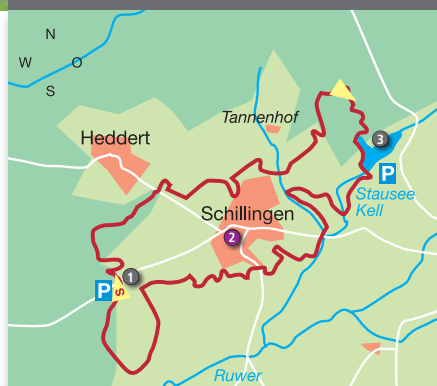 N
W O
S
Tannenhof
Heddert
3
P
Stausee
Kell
Schillingen
2
1
P
S
Ruwer